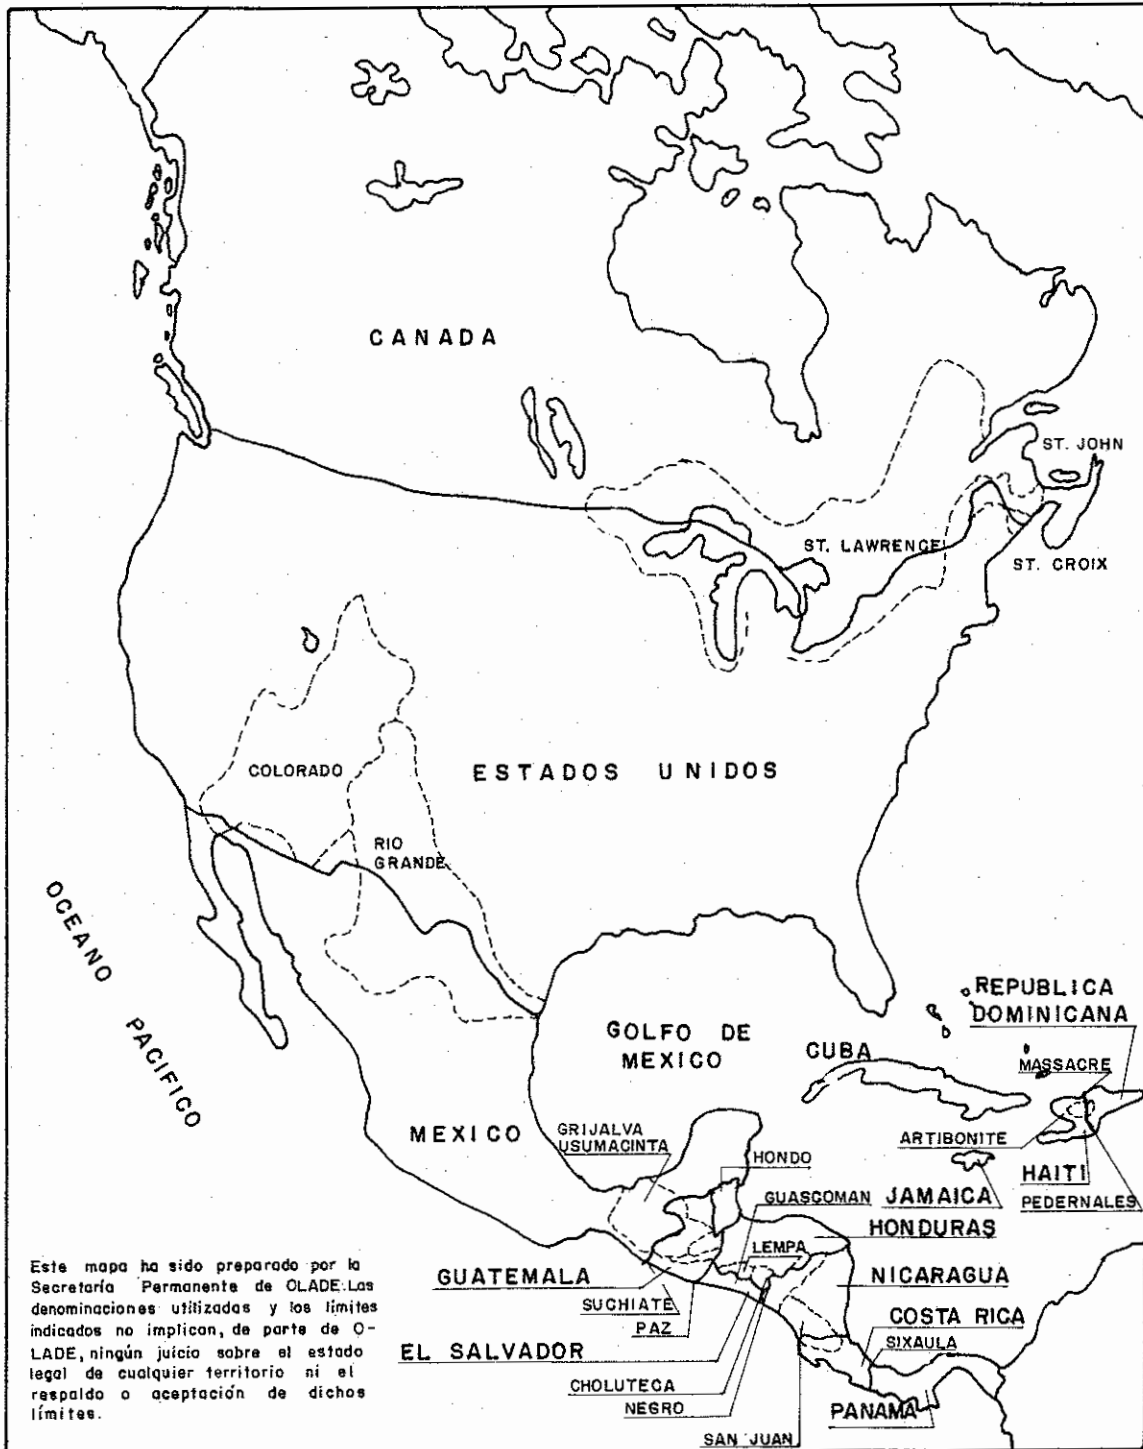 CANADA
ST. JOHN
ST. LAWRENCE
ST. CROIX
COLORADO
ESTADOS UNIDOS
RIO
GRANDE
OCEANO PACIFICO
GOLFO DE
MEXICO
REPUBLICA
DOMINICANA
CUBA
MASSACRE
MEXICO
GRIJALVA
USUMACINTA
ARTIBONITE
HONDO
HAITI
GUASCOMAN
JAMAICA
PEDERNALES
HONDURAS
LEMPA
GUATEMALA
NICARAGUA
SUCHIATE
COSTA RICA
PAZ
SIXAULA
EL SALVADOR
CHOLUTECA
NEGRO
PANAMA
SAN JUAN
Este mapa ha sido preparado por la
Secretaría Permanente de OLADE. Las
denominaciones utilizadas y los límites
indicados no implican, de parte de O-
LADE, ningún juicio sobre el estado
legal de cualquier territorio ni el
respaldo o aceptación de dichos
límites.